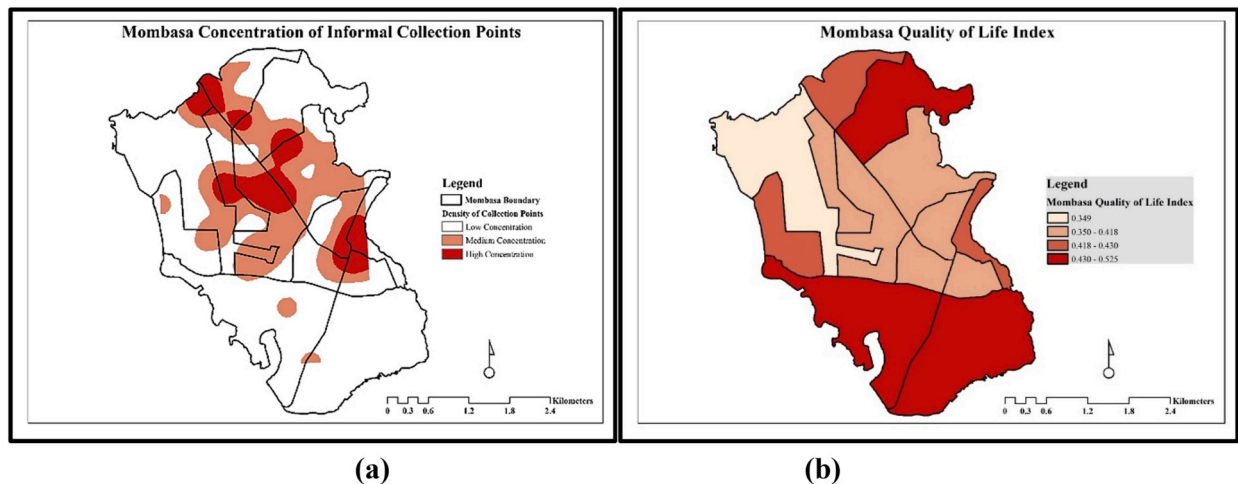 Mombasa Concentration of Informal Collection Points
Legend
Mombasa Boundary
Density of Collection Points
Low Concentration
Medium Concentration
High Concentration
Kilometers
0 0.3 0.6 1.2 1.8 2.4
(a)
Mombasa Quality of Life Index
Legend
Mombasa Quality of Life Index
0.349
0.350 - 0.418
0.418 - 0.430
0.430 - 0.525
Kilometers
0 0.3 0.6 1.2 1.8 2.4
(b)